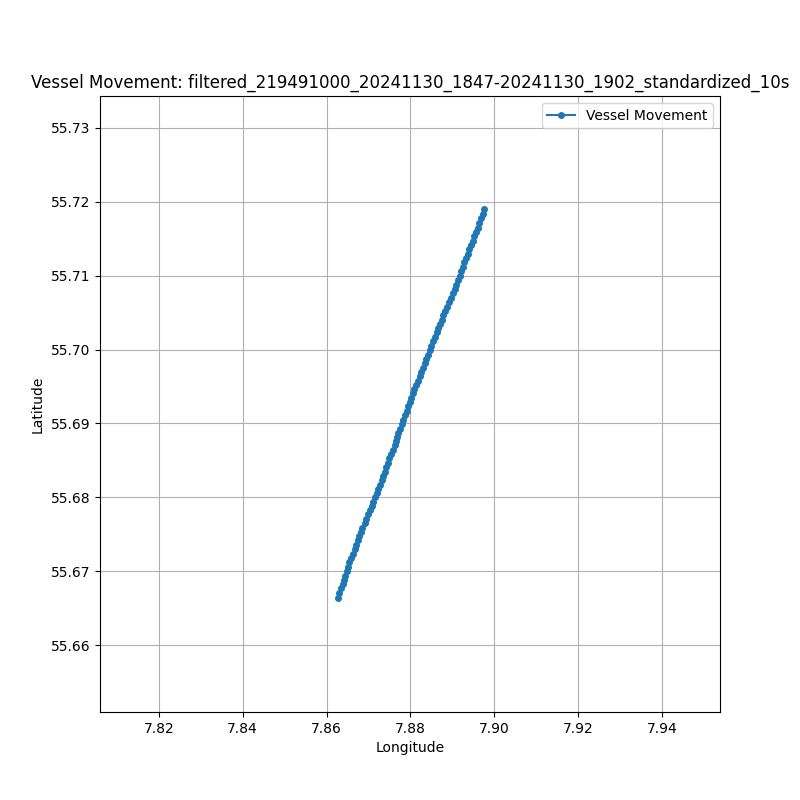 Vessel Movement: filtered_219491000_20241130_1847-20241130_1902_standardized_10s
Vessel Movement
55.73
55.72
55.71
55.70
55.69
55.68
55.67
55.66
Latitude
7.82 7.84 7.86 7.88 7.90 7.92 7.94
Longitude